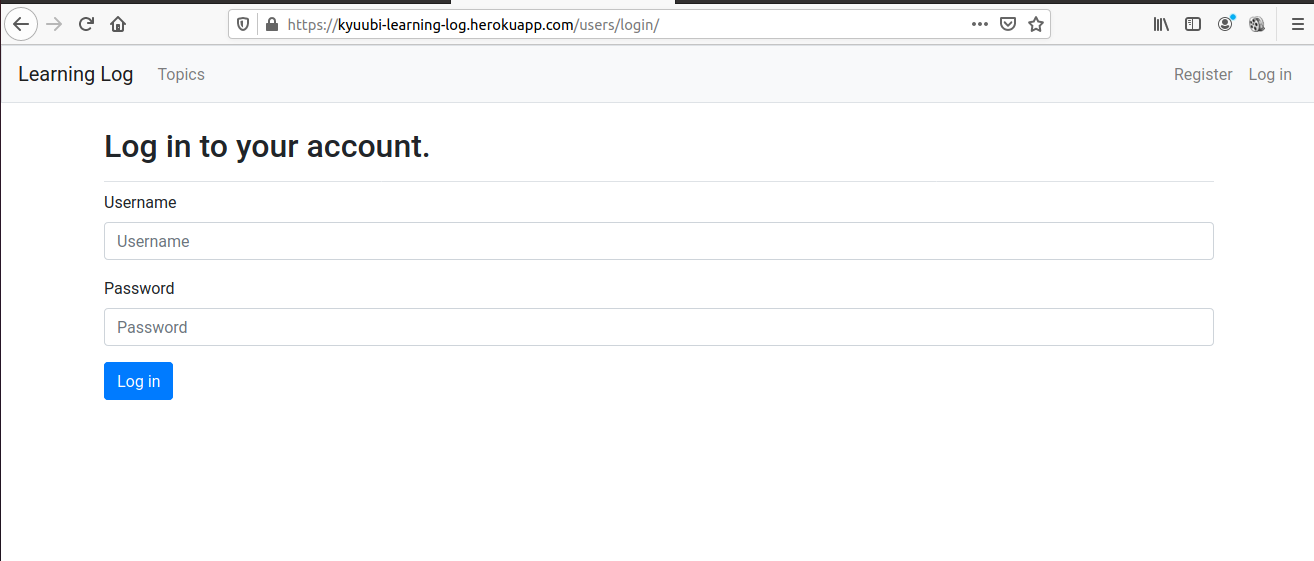 https://kyuubi-learning-log.herokuapp.com/users/login/
Learning Log Topics Register Log in
Log in to your account.
Username
Username
Password
Password
Log in